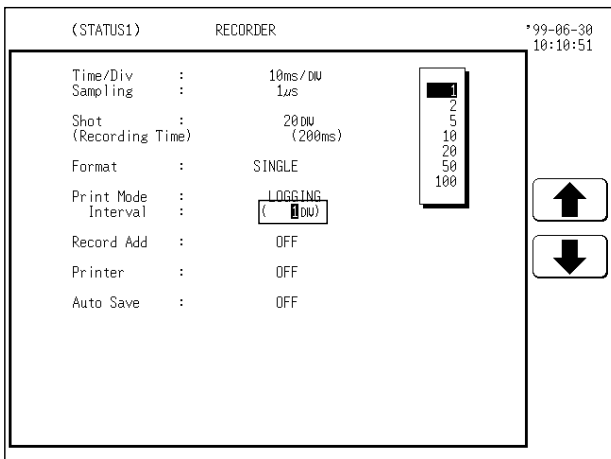 (STATUS1) RECORDER '99-06-30
10:10:51
Time/Div : 10ms/DIV
Sampling : 1µs
Shot : 20DIV
(Recording Time) (200ms)
Format : SINGLE
Print Mode : LOGGING
Interval : ( 1DIV)
Record Add : OFF
Printer : OFF
Auto Save : OFF
1
2
5
10
20
50
100